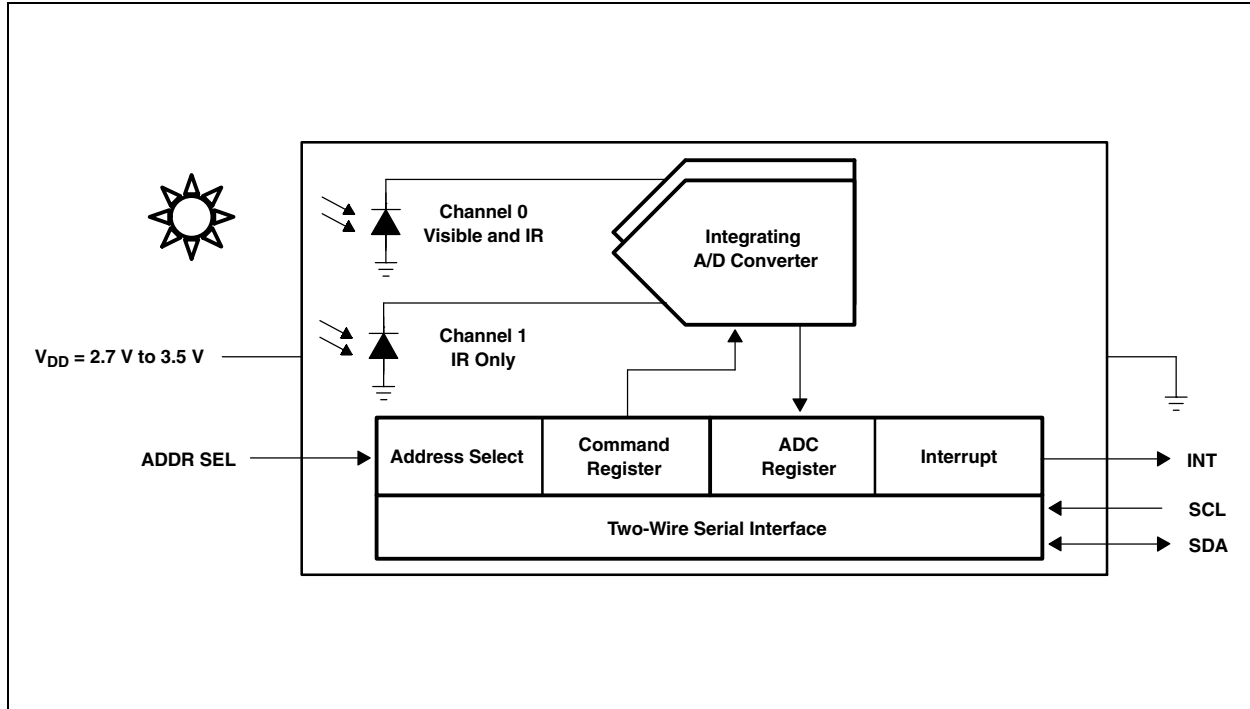 Channel 0
Visible and IR
Integrating
A/D Converter
Channel 1
IR Only
VDD = 2.7 V to 3.5 V
ADDR SEL
Address Select
Command
Register
ADC
Register
Interrupt
INT
Two-Wire Serial Interface
SCL
SDA